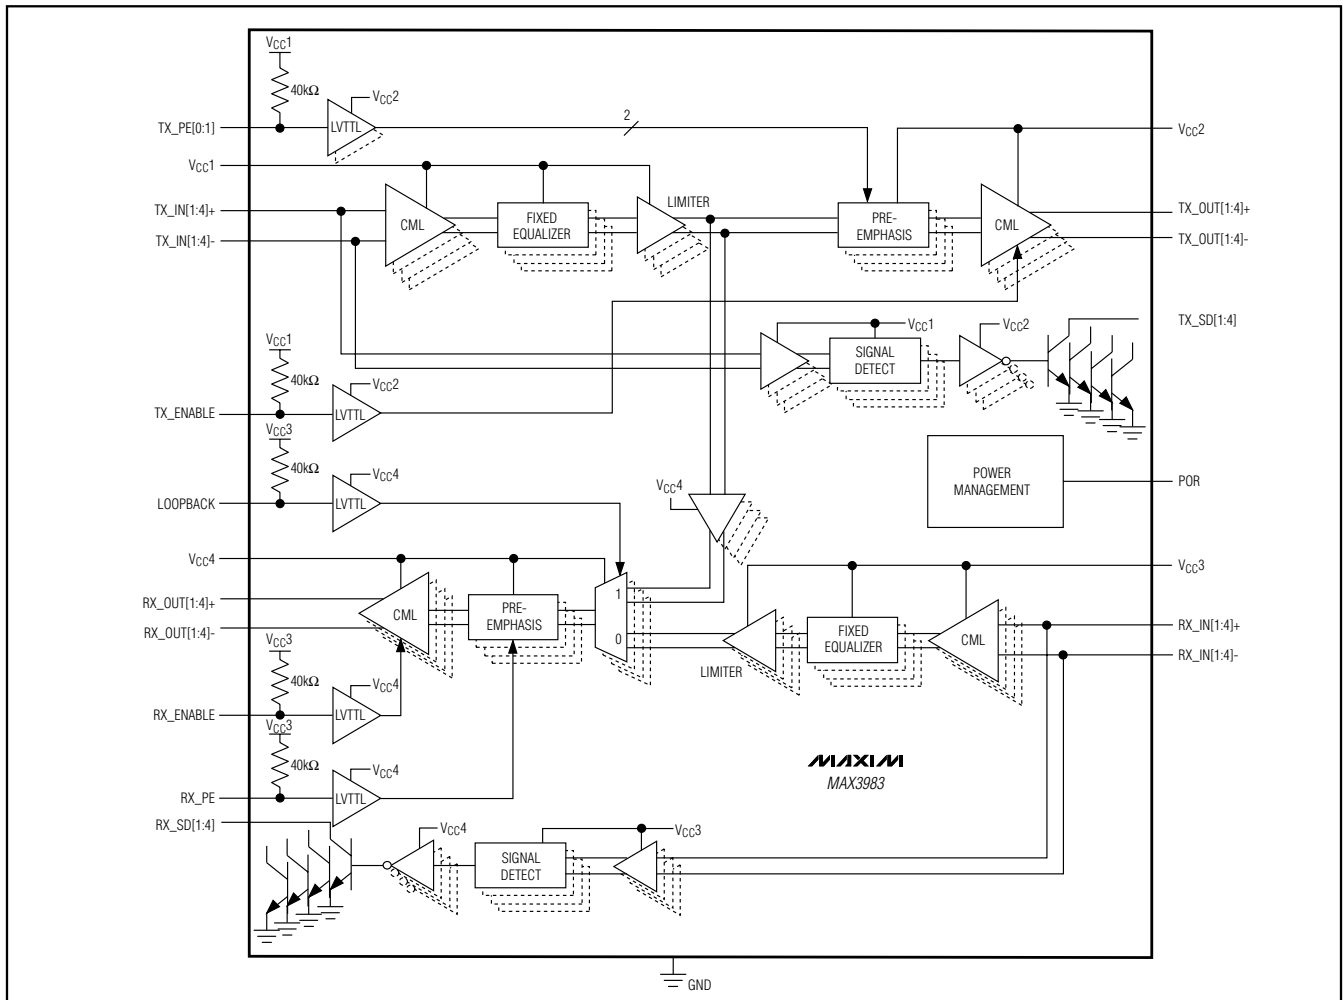 VCC1
40kΩ
VCC2
TX_PE[0:1]
LVTTL
2
VCC2
VCC1
LIMITER
TX_IN[1:4]+
CML
FIXED
EQUALIZER
PRE-
EMPHASIS
CML
TX_OUT[1:4]+
TX_IN[1:4]-
TX_OUT[1:4]-
VCC1
VCC2
TX_SD[1:4]
VCC1
40kΩ
SIGNAL
DETECT
VCC2
TX_ENABLE
LVTTL
VCC3
40kΩ
VCC4
POWER
MANAGEMENT
POR
VCC4
LOOPBACK
LVTTL
VCC4
VCC3
RX_OUT[1:4]+
CML
PRE-
EMPHASIS
1
0
FIXED
EQUALIZER
CML
RX_IN[1:4]+
RX_OUT[1:4]-
RX_IN[1:4]-
LIMITER
VCC3
40kΩ
VCC4
RX_ENABLE
LVTTL
VCC3
40kΩ
VCC4
MAXIM
MAX3983
RX_PE
LVTTL
RX_SD[1:4]
VCC4
VCC3
SIGNAL
DETECT
GND